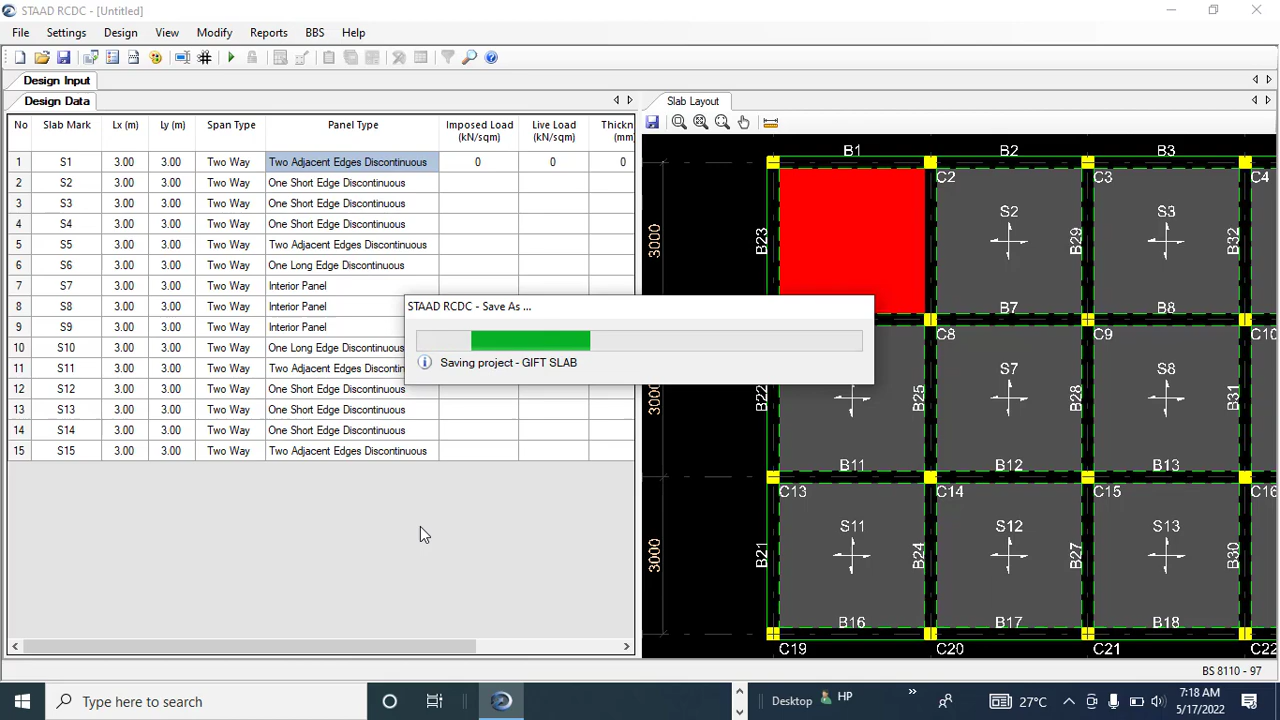 STAAD RCDC - [Untitled]
File Settings Design View Modify Reports BBS Help
Design Input
Design Data
Slab Layout
No Slab Mark Lx (m) Ly (m) Span Type Panel Type Imposed Load (kN/sqm) Live Load (kN/sqm) Thickn (mm
1 S1 3.00 3.00 Two Way Two Adjacent Edges Discontinuous 0 0 0
2 S2 3.00 3.00 Two Way One Short Edge Discontinuous
3 S3 3.00 3.00 Two Way One Short Edge Discontinuous
4 S4 3.00 3.00 Two Way One Short Edge Discontinuous
5 S5 3.00 3.00 Two Way Two Adjacent Edges Discontinuous
6 S6 3.00 3.00 Two Way One Long Edge Discontinuous
7 S7 3.00 3.00 Two Way Interior Panel
8 S8 3.00 3.00 Two Way Interior Panel
9 S9 3.00 3.00 Two Way Interior Panel
10 S10 3.00 3.00 Two Way One Long Edge Discontinuous
11 S11 3.00 3.00 Two Way Two Adjacent Edges Discontinuous
12 S12 3.00 3.00 Two Way One Short Edge Discontinuous
13 S13 3.00 3.00 Two Way One Short Edge Discontinuous
14 S14 3.00 3.00 Two Way One Short Edge Discontinuous
15 S15 3.00 3.00 Two Way Two Adjacent Edges Discontinuous
STAAD RCDC - Save As ...
Saving project - GIFT SLAB
B1 B2 B3
C2 C3 C4
S2 S3
3000 B23 B29 B32
B7 B8
C8 C9 C10
S7 S8
3000 B22 B25 B28 B31
B11 B12 B13
C13 C14 C15 C16
S11 S12 S13
3000 B21 B24 B27 B30
B16 B17 B18
C19 C20 C21 C22
BS 8110 - 97
Type here to search
Desktop
HP
27°C
7:18 AM
5/17/2022